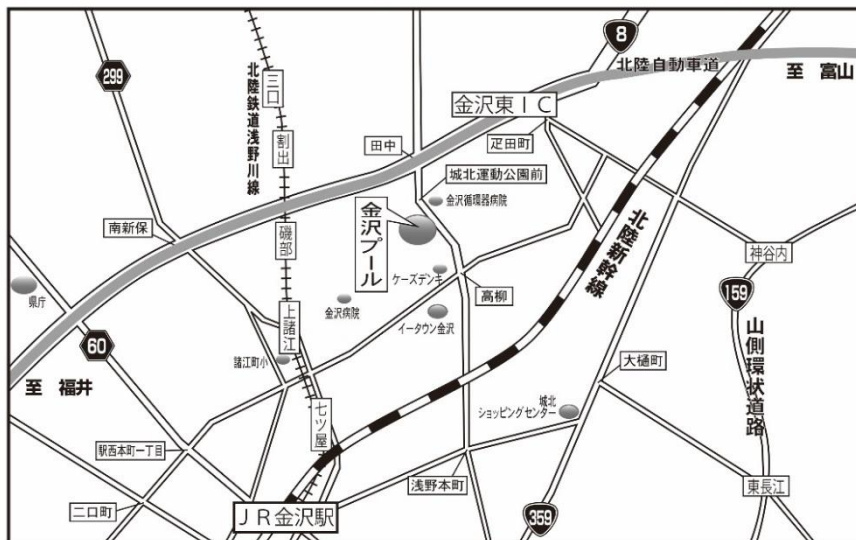 8
北陸自動車道
至 富山
299
北陸鉄道浅野川線
三口
金沢東IC
割出
田中
疋田町
城北運動公園前
金沢循環器病院
金沢プール
南新保
磯部
北陸新幹線
神谷内
県庁
ケーズデンキ
高柳
159
金沢病院
イータウン金沢
上諸江
60
諸江町小
山側環状道路
大樋町
至 福井
七ツ屋
城北
ショッピングセンター
駅西本町一丁目
浅野本町
東長江
二口町
JR金沢駅
359